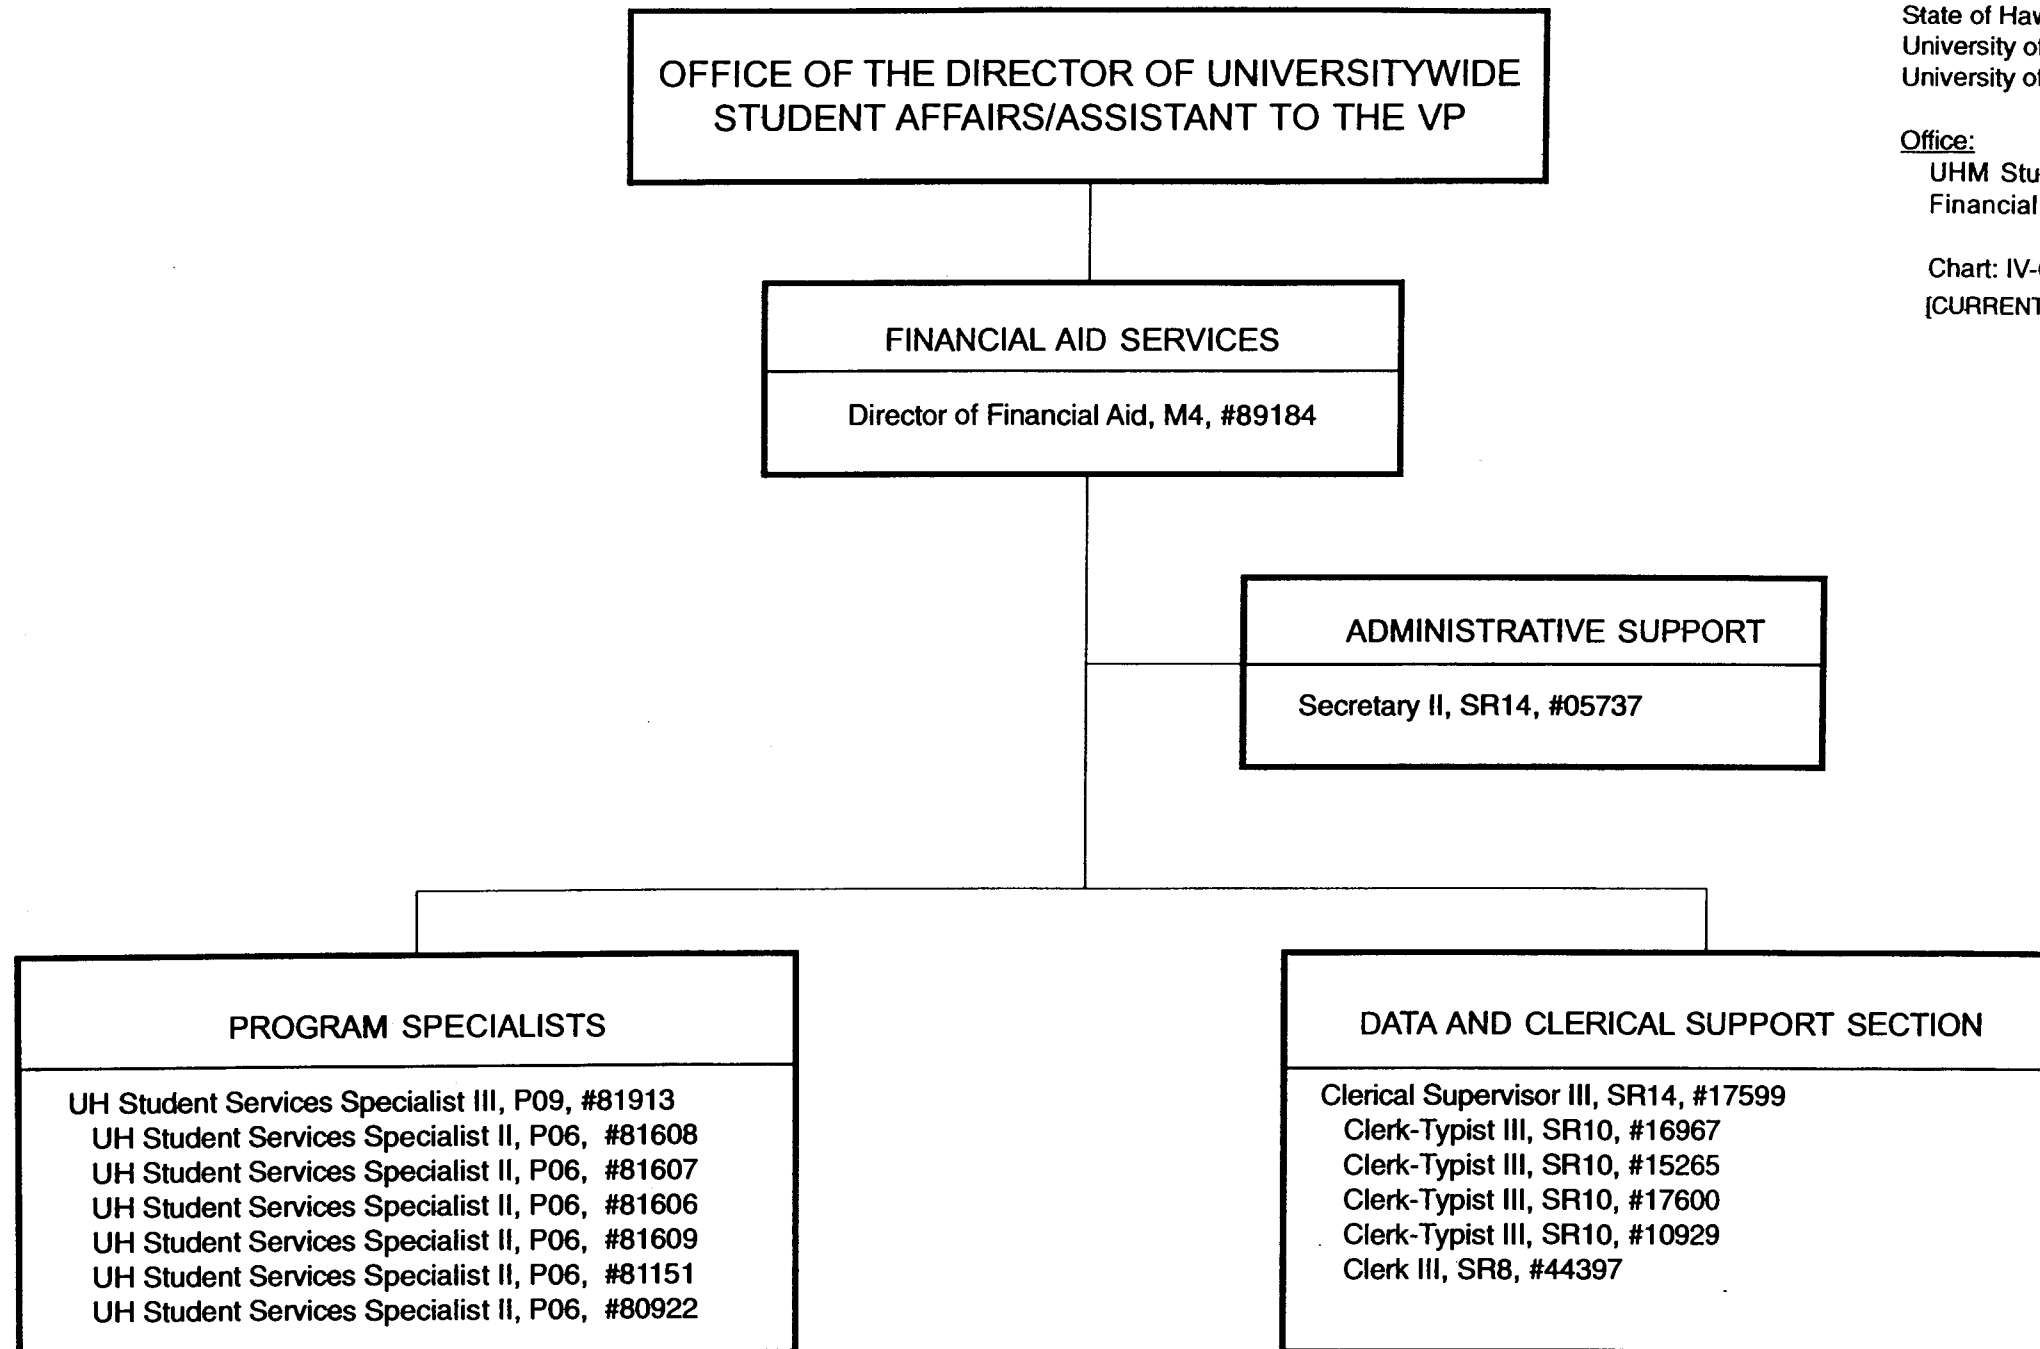 State of
University
University
Office:
UHM
Financial
Chart:
OFFICE OF THE DIRECTOR OF UNIVERSITYWIDE
STUDENT AFFAIRS/ASSISTANT TO THE VP
FINANCIAL AID SERVICES
Director of Financial Aid, M4, #89184
ADMINISTRATIVE SUPPORT
Secretary II, SR14, #05737
PROGRAM SPECIALISTS
UH Student Services Specialist III, P09, #81913
UH Student Services Specialist II, P06, #81608
UH Student Services Specialist II, P06, #81607
UH Student Services Specialist II, P06, #81606
UH Student Services Specialist II, P06, #81609
UH Student Services Specialist II, P06, #81151
UH Student Services Specialist II, P06, #80922
DATA AND CLERICAL SUPPORT SECTION
Clerical Supervisor III, SR14, #17599
Clerk-Typist III, SR10, #16967
Clerk-Typist III, SR10, #15265
Clerk-Typist III, SR10, #17600
Clerk-Typist III, SR10, #10929
Clerk III, SR8, #44397